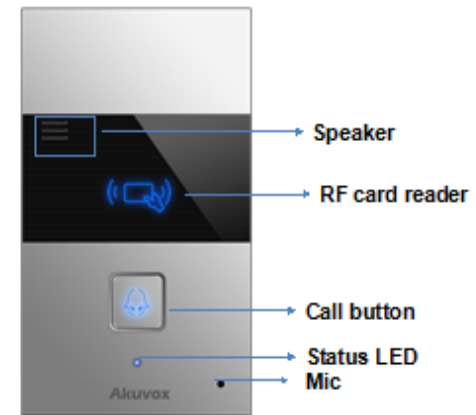 Speaker
RF card reader
Call button
Status LED
Mic
Akuvox